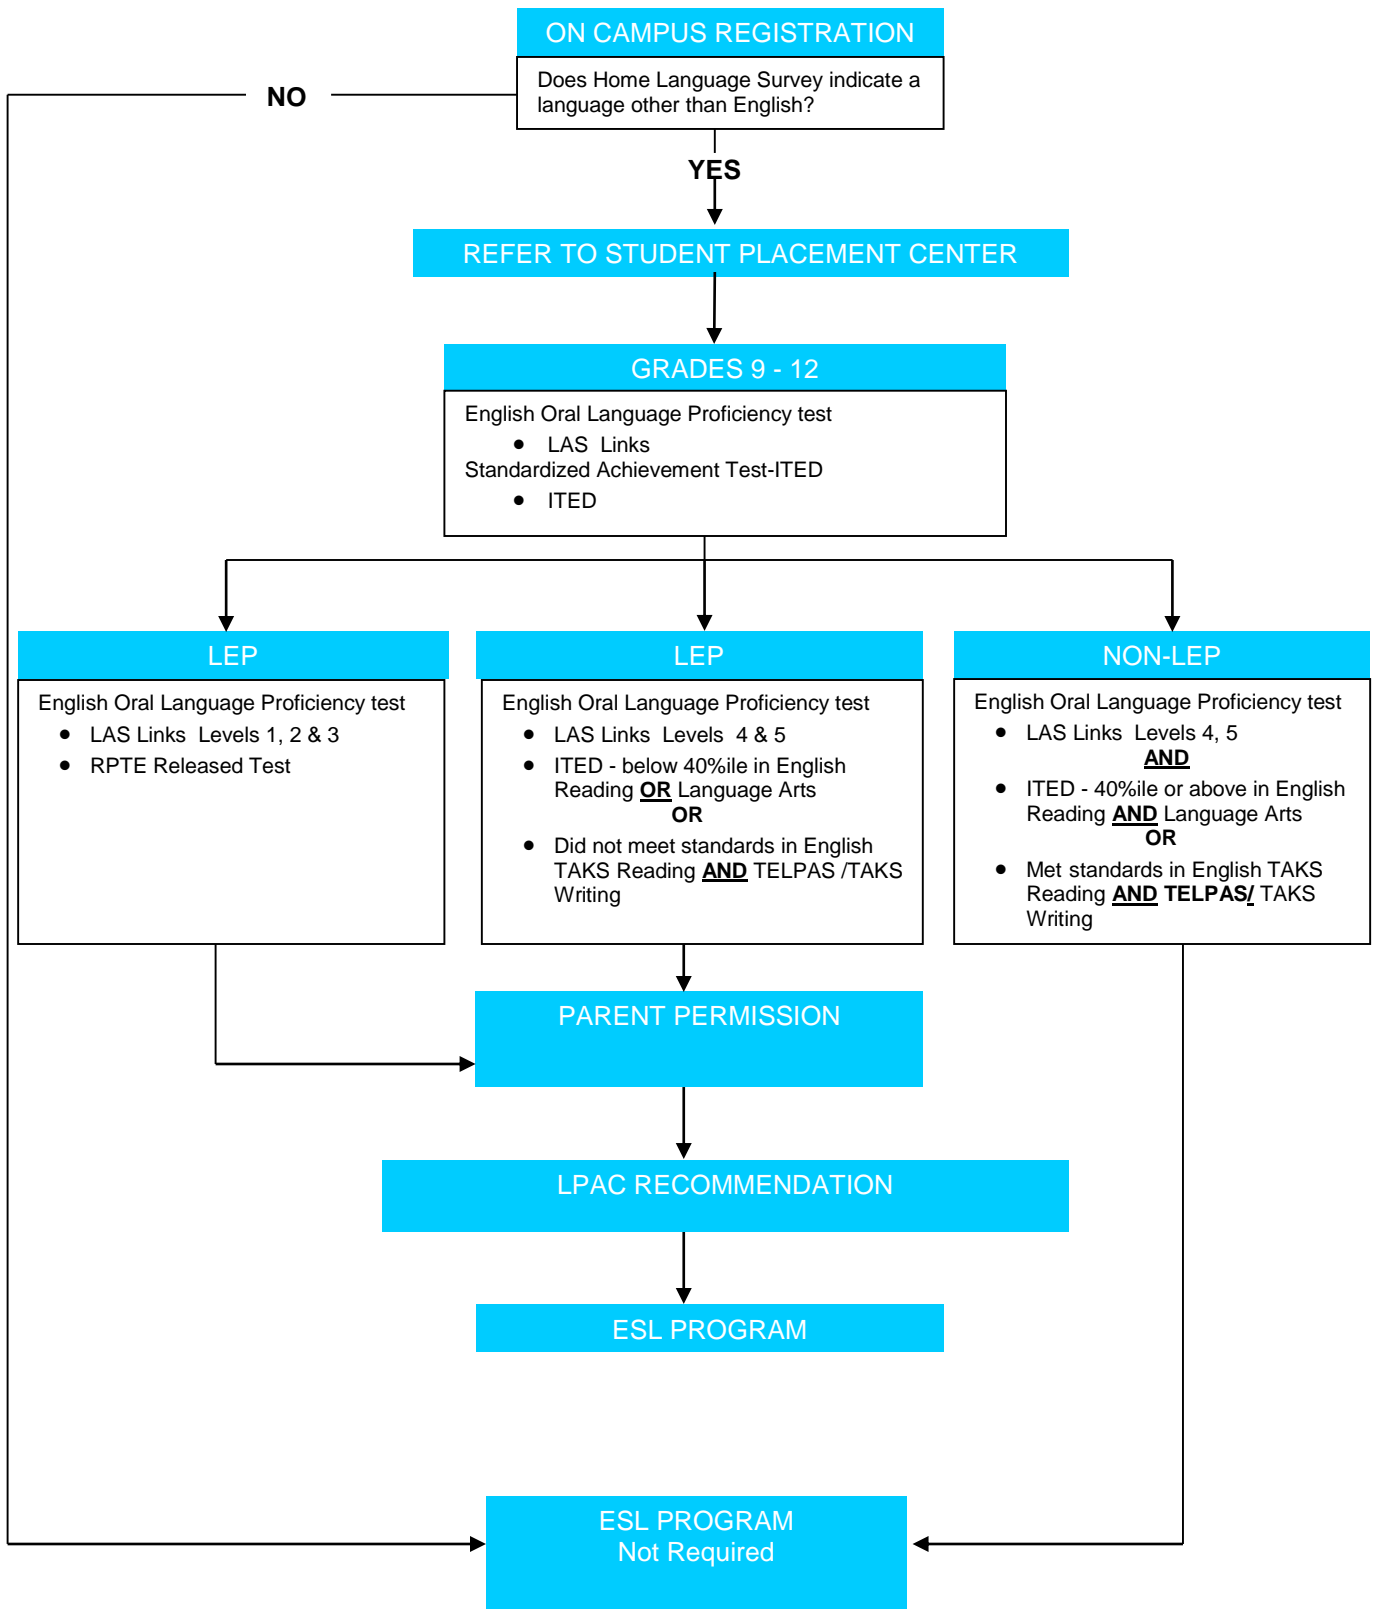 ON CAMPUS REGISTRATION
Does Home Language Survey indicate a
language other than English?
NO
YES
REFER TO STUDENT PLACEMENT CENTER
GRADES 9 - 12
English Oral Language Proficiency test
● LAS Links
Standardized Achievement Test-ITED
● ITED
LEP
English Oral Language Proficiency test
● LAS Links Levels 1, 2 & 3
● RPTE Released Test
LEP
English Oral Language Proficiency test
● LAS Links Levels 4 & 5
● ITED - below 40%ile in English
Reading OR Language Arts
OR
● Did not meet standards in English
TAKS Reading AND TELPAS /TAKS
Writing
NON-LEP
English Oral Language Proficiency test
● LAS Links Levels 4, 5
AND
● ITED - 40%ile or above in English
Reading AND Language Arts
OR
● Met standards in English TAKS
Reading AND TELPAS/ TAKS
Writing
PARENT PERMISSION
LPAC RECOMMENDATION
ESL PROGRAM
ESL PROGRAM
Not Required